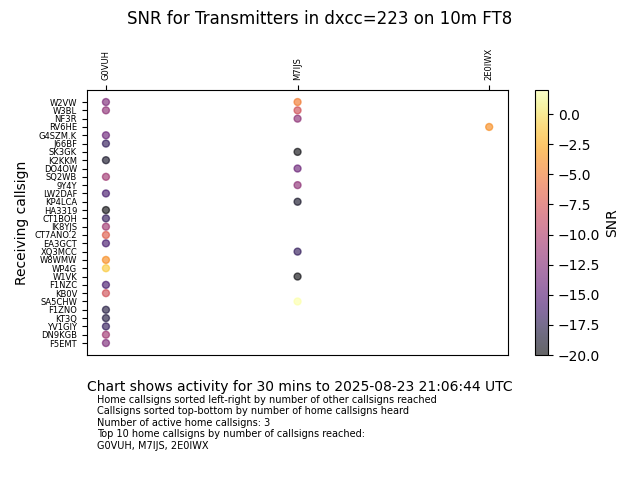 SNR for Transmitters in dxcc=223 on 10m FT8
G0VUH
M7IJS
2E0IWX
W2VW
W3BL
NF3R
RV6HE
G4SZM.K
J66BF
SK3GK
K2KKM
DO4OW
SQ2WB
9Y4Y
LW2DAF
KP4LCA
HA3319
CT1BOH
IK8YJS
CT7ANO.2
EA3GCT
XQ3MCC
W8WMW
WP4G
W1VK
F1NZC
KB0V
SA5CHW
F1ZNO
KT3Q
YV1GIY
DN9KGB
F5EMT
Receiving callsign
0.0
−2.5
−5.0
−7.5
−10.0
−12.5
−15.0
−17.5
−20.0
SNR
Chart shows activity for 30 mins to 2025-08-23 21:06:44 UTC
Home callsigns sorted left-right by number of other callsigns reached
Callsigns sorted top-bottom by number of home callsigns heard
Number of active home callsigns: 3
Top 10 home callsigns by number of callsigns reached:
G0VUH, M7IJS, 2E0IWX